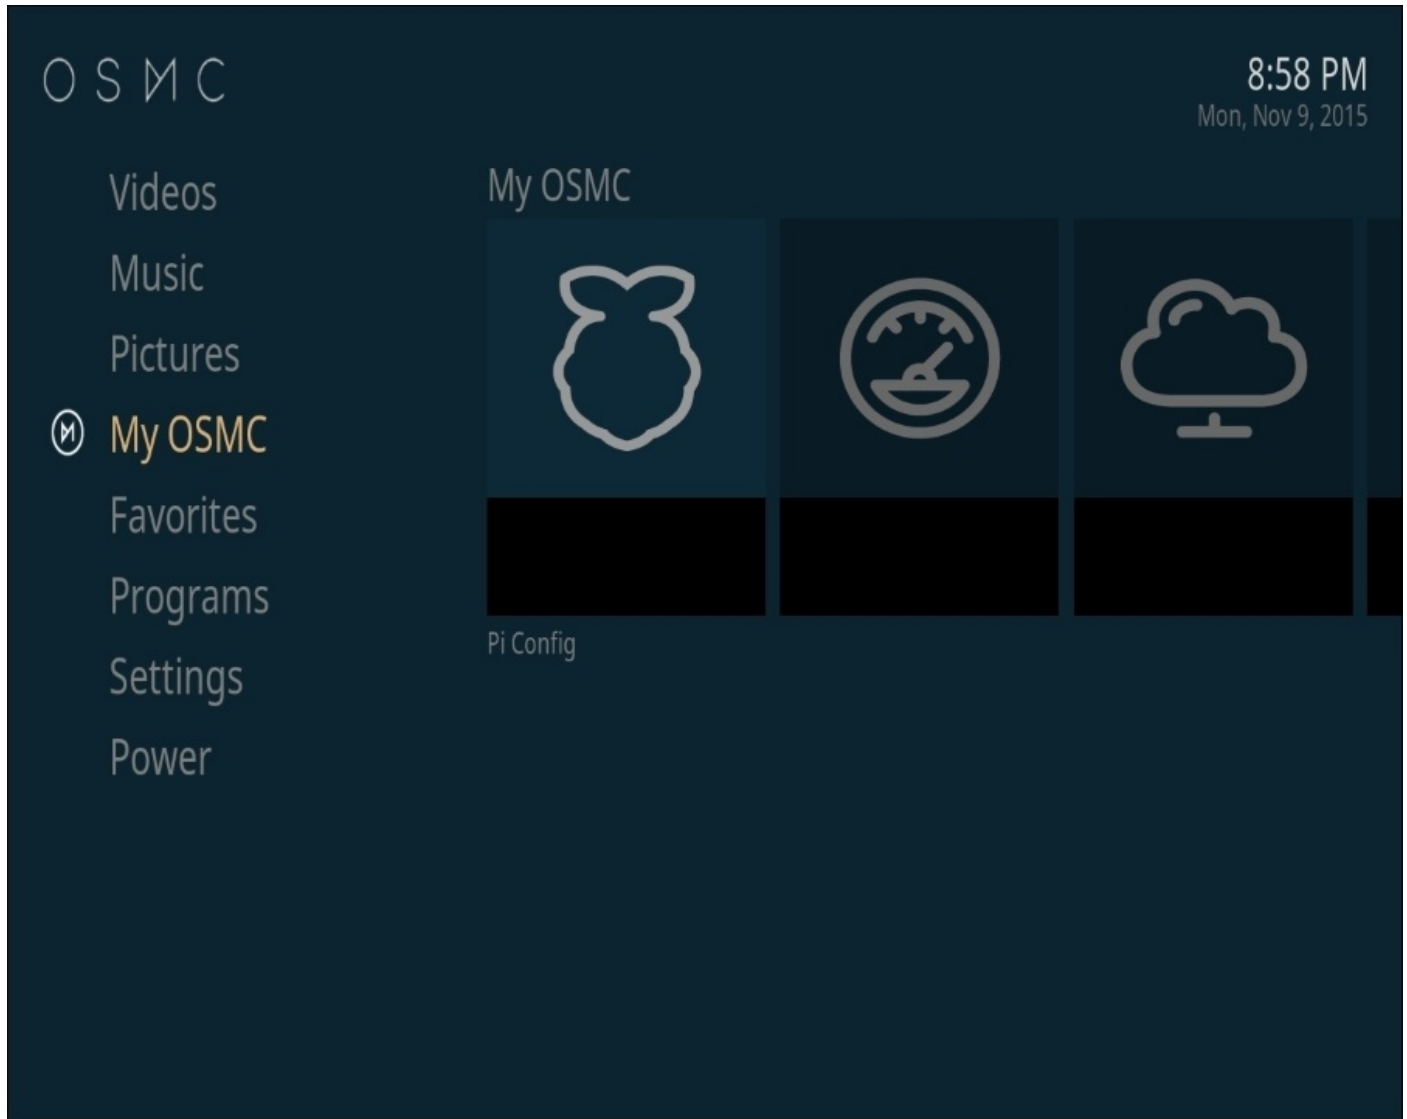 OSMC
8:58 PM
Mon, Nov 9, 2015
Videos
Music
Pictures
My OSMC
Favorites
Programs
Settings
Power
My OSMC
Pi Config